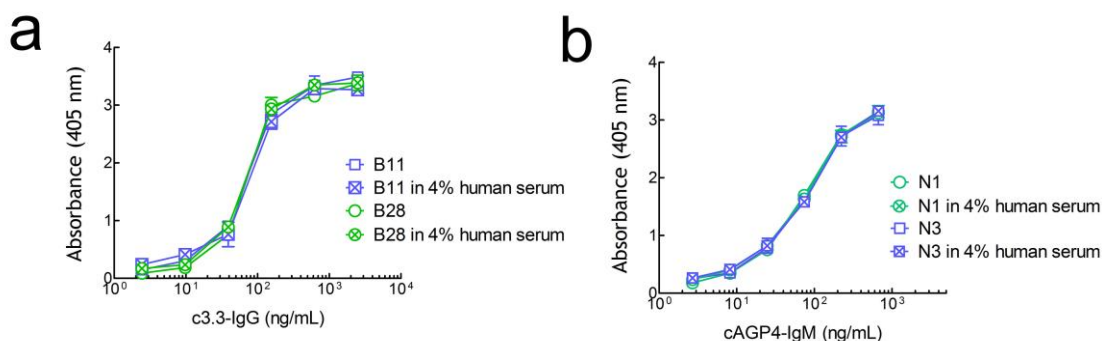 a
Absorbance (405 nm)
4
3
2
1
0
10⁰ 10¹ 10² 10³ 10⁴
c3.3-IgG (ng/mL)
B11
B11 in 4% human serum
B28
B28 in 4% human serum
b
Absorbance (405 nm)
4
3
2
1
0
10⁰ 10¹ 10² 10³
cAGP4-IgM (ng/mL)
N1
N1 in 4% human serum
N3
N3 in 4% human serum